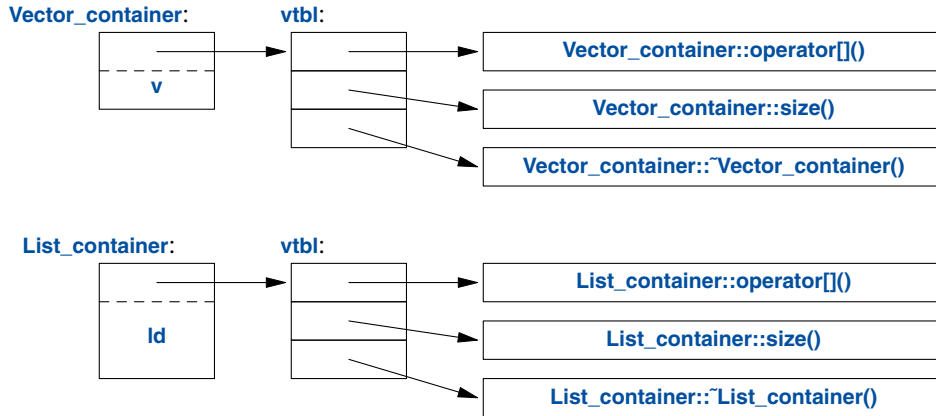 Vector_container: vtbl:
Vector_container::operator[]()
v
Vector_container::size()
Vector_container::˜Vector_container()
List_container: vtbl:
List_container::operator[]()
ld
List_container::size()
List_container::˜List_container()